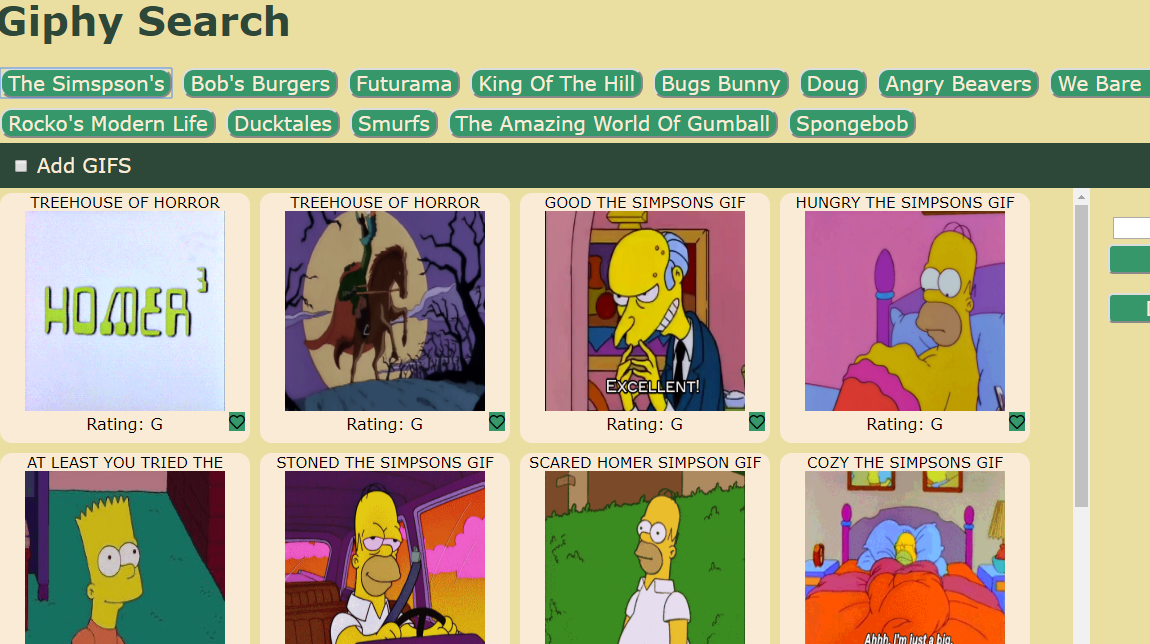 Giphy Search
The Simspson's Bob's Burgers Futurama King Of The Hill Bugs Bunny Doug Angry Beavers We Bare
Rocko's Modern Life Ducktales Smurfs The Amazing World Of Gumball Spongebob
Add GIFS
TREEHOUSE OF HORROR TREEHOUSE OF HORROR GOOD THE SIMPSONS GIF HUNGRY THE SIMPSONS GIF
HOMER³
EXCELLENT!
Rating: G Rating: G Rating: G Rating: G
AT LEAST YOU TRIED THE STONED THE SIMPSONS GIF SCARED HOMER SIMPSON GIF COZY THE SIMPSONS GIF
Ahhh, I'm just a big,